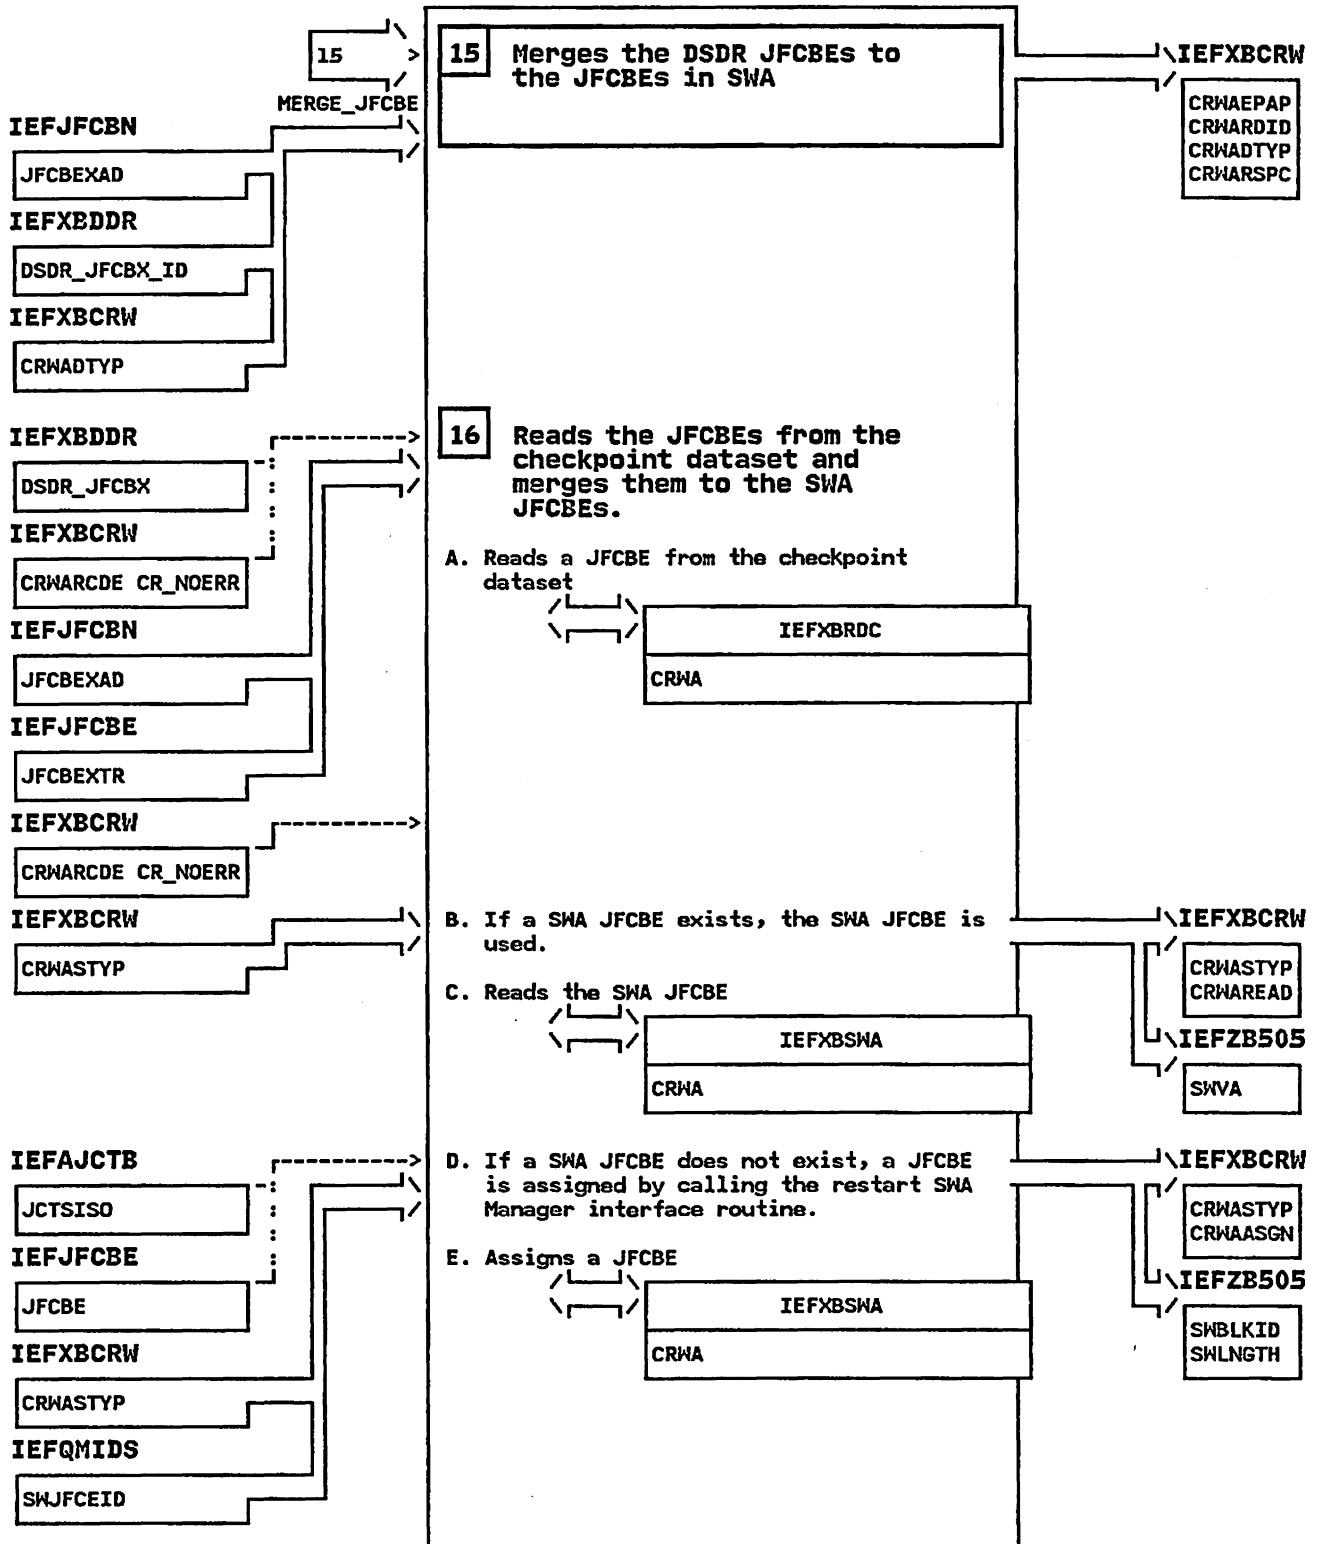 15
MERGE_JFCBE
15 Merges the DSDR JFCBEs to
the JFCBEs in SWA
IEFXBCRW
CRWAEPAP
CRWARDID
CRWADTYP
CRWARSPC
IEFJFCBN
JFCBEXAD
IEFXBDDR
DSDR_JFCBX_ID
IEFXBCRW
CRWADTYP
IEFXBDDR
DSDR_JFCBX
IEFXBCRW
CRWARCDE CR_NOERR
IEFJFCBN
JFCBEXAD
IEFJFCBE
JFCBEXTR
IEFXBCRW
CRWARCDE CR_NOERR
16 Reads the JFCBEs from the
checkpoint dataset and
merges them to the SWA
JFCBEs.
A. Reads a JFCBE from the checkpoint
dataset
IEFXBRDC
CRWA
IEFXBCRW
CRWASTYP
B. If a SWA JFCBE exists, the SWA JFCBE is
used.
C. Reads the SWA JFCBE
IEFXBSWA
CRWA
IEFXBCRW
CRWASTYP
CRWAREAD
IEFZB505
SWVA
IEFAJCTB
JCTSISO
IEFJFCBE
JFCBE
IEFXBCRW
CRWASTYP
IEFQMIDS
SWJFCEID
D. If a SWA JFCBE does not exist, a JFCBE
is assigned by calling the restart SWA
Manager interface routine.
E. Assigns a JFCBE
IEFXBSWA
CRWA
IEFXBCRW
CRWASTYP
CRWAASGN
IEFZB505
SWBLKID
SWLNGTH